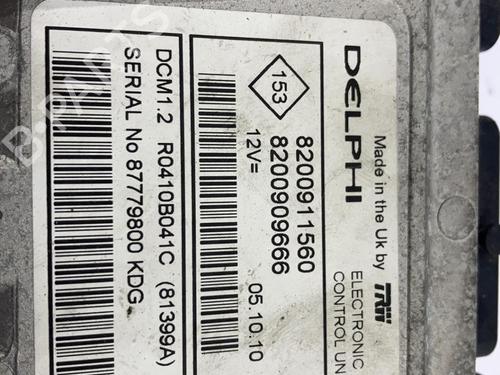 DELPHI
Made in the Uk by TRW
ELECTRONIC
CONTROL UN
153
8200911560
8200909666
12V=
05.10.10
DCM1.2 R0410B041C (81399A)
SERIAL No 87779800 KDG
B-PARTS